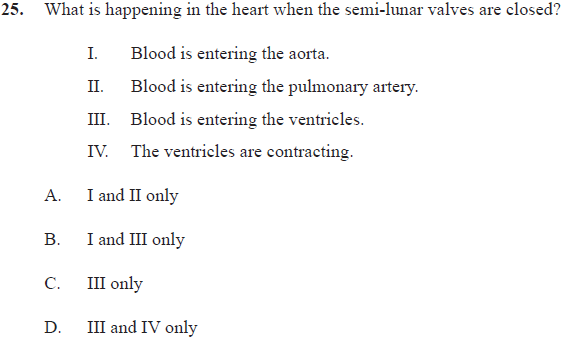 25. What is happening in the heart when the semi-lunar valves are closed?
I. Blood is entering the aorta.
II. Blood is entering the pulmonary artery.
III. Blood is entering the ventricles.
IV. The ventricles are contracting.
A. I and II only
B. I and III only
C. III only
D. III and IV only